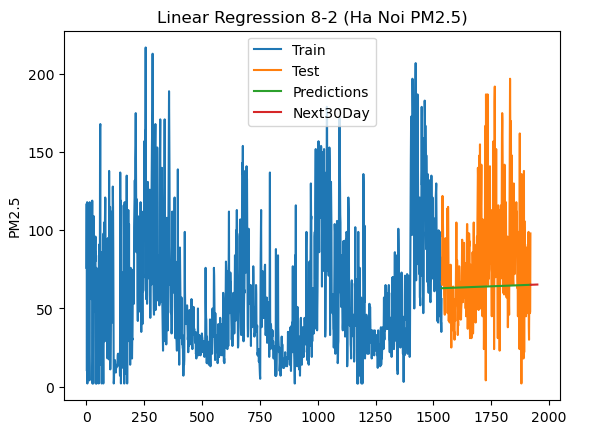 Linear Regression 8-2 (Ha Noi PM2.5)
Train
Test
Predictions
Next30Day
PM2.5
200
150
100
50
0
0 250 500 750 1000 1250 1500 1750 2000